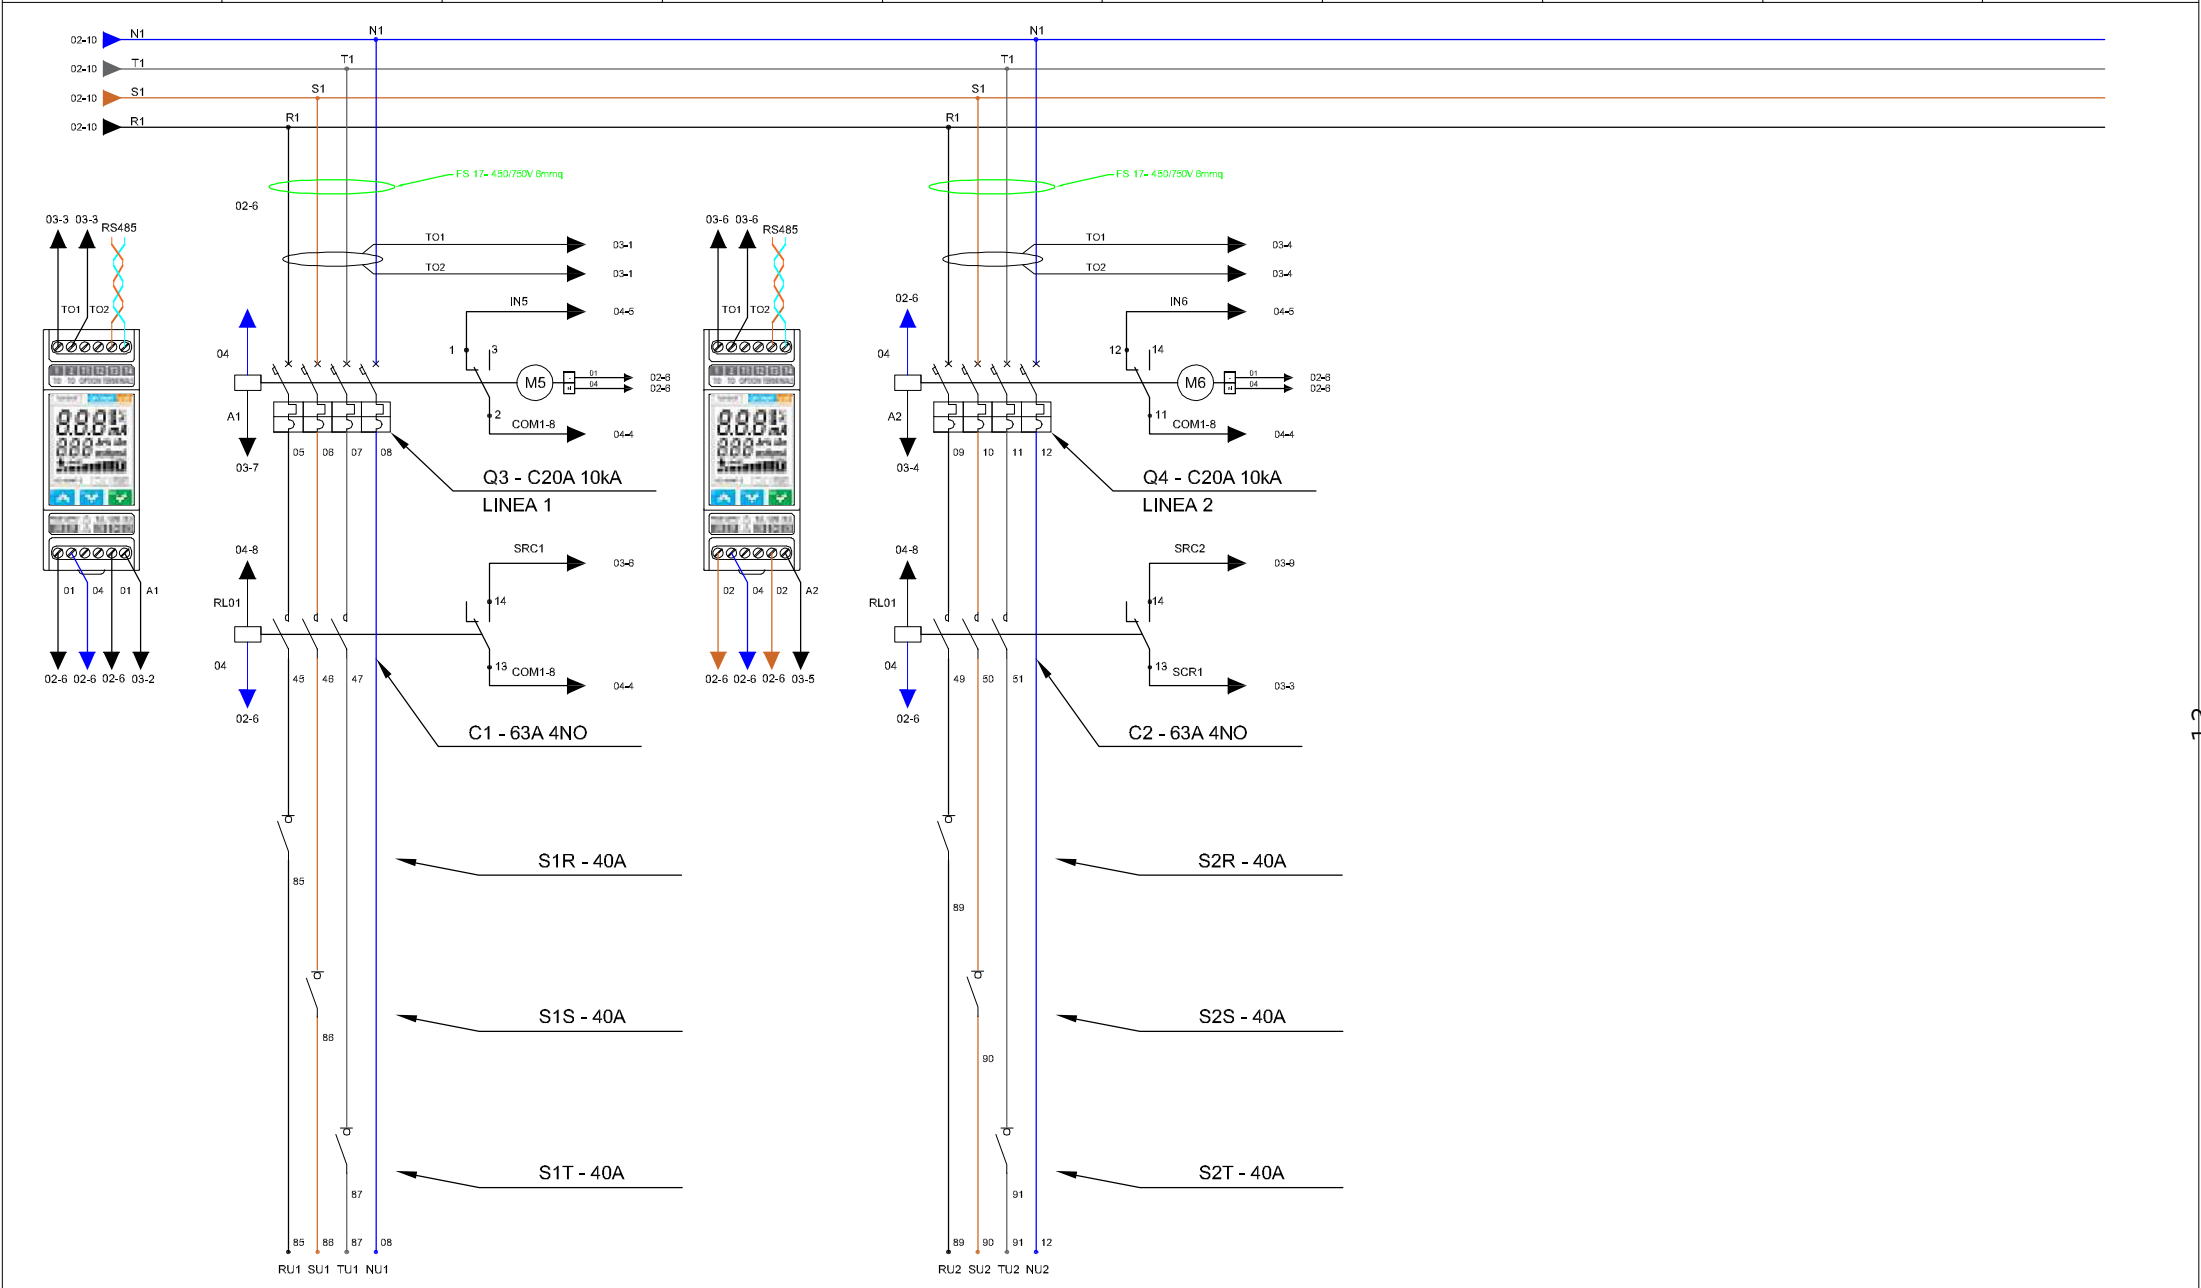 02-10 N1 N1 N1
02-10 T1 T1 T1
02-10 S1 S1 S1
02-10 R1 R1 R1
FS 17- 450/750V 6mmq
FS 17- 450/750V 6mmq
02-6
03-3 03-3 RS485
TO1 03-1
TO2 03-1
03-6 03-6 RS485
TO1 03-4
TO2 03-4
TO1 TO2
IN5 04-5
TO1 TO2
02-6
IN6 04-5
04
1 3
04
12 14
M5 01 02-6
04 02-6
M6 01 02-6
04 02-6
A1
2
COM1-8 04-4
A2
11
COM1-8 04-4
03-7
05 06 07 08
03-4
09 10 11 12
Q3 - C20A 10kA
LINEA 1
Q4 - C20A 10kA
LINEA 2
04-8
SRC1 03-6
04-8
SRC2 03-9
01 04 01 A1
RL01
14
02 04 02 A2
RL01
14
02-6 02-6 02-6 03-2
04
45 46 47
13
COM1-8 04-4
02-6 02-6 02-6 03-5
04
49 50 51
13
SCR1 03-3
02-6
02-6
C1 - 63A 4NO
C2 - 63A 4NO
S1R - 40A
S2R - 40A
85
89
S1S - 40A
S2S - 40A
86
90
S1T - 40A
S2T - 40A
87
91
85 86 87 08
89 90 91 12
RU1 SU1 TU1 NU1
RU2 SU2 TU2 NU2